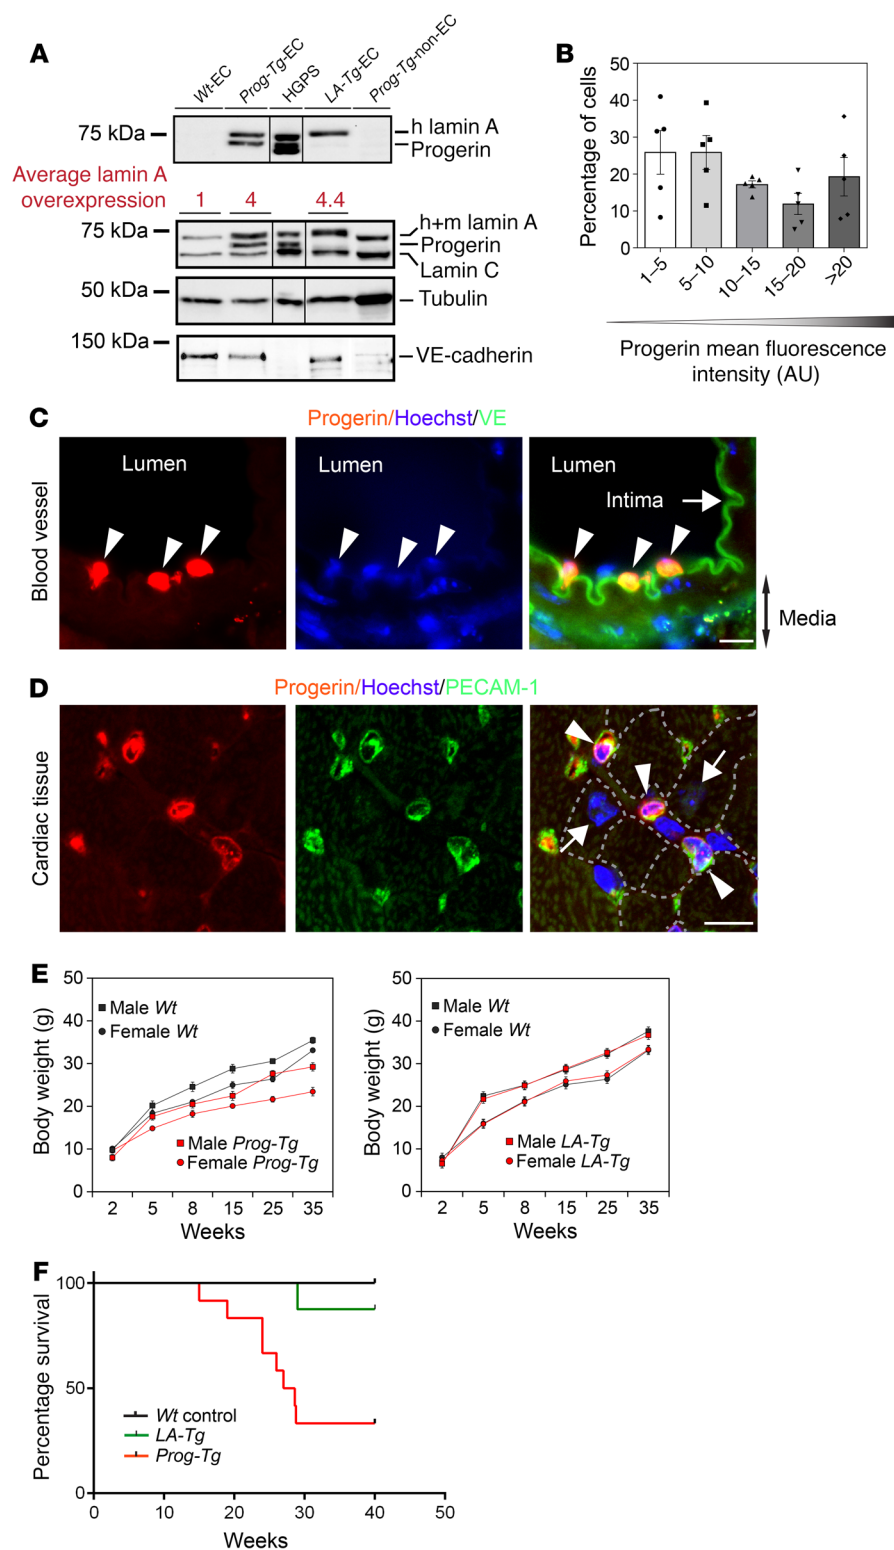 A
Wt-EC
Prog-Tg-EC
HGPS
LA-Tg-EC
Prog-Tg-non-EC
75 kDa
h lamin A
Progerin
Average lamin A
overexpression
1
4
4.4
75 kDa
h+m lamin A
Progerin
Lamin C
50 kDa
Tubulin
150 kDa
VE-cadherin
B
Percentage of cells
50
40
30
20
10
0
1–5
5–10
10–15
15–20
>20
Progerin mean fluorescence
intensity (AU)
C
Progerin/Hoechst/VE
Blood vessel
Lumen
Lumen
Lumen
Intima
Media
D
Progerin/Hoechst/PECAM-1
Cardiac tissue
E
Body weight (g)
50
40
30
20
10
0
Male Wt
Female Wt
Male Prog-Tg
Female Prog-Tg
2 5 8 15 25 35
Weeks
Body weight (g)
50
40
30
20
10
0
Male Wt
Female Wt
Male LA-Tg
Female LA-Tg
2 5 8 15 25 35
Weeks
F
Percentage survival
100
50
0
Wt control
LA-Tg
Prog-Tg
0 10 20 30 40 50
Weeks